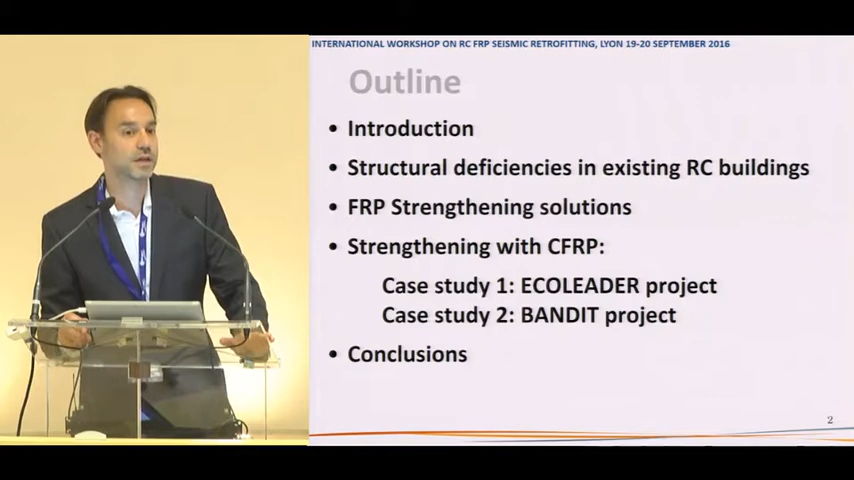 INTERNATIONAL WORKSHOP ON RC FRP SEISMIC RETROFITTING, LYON 19-20 SEPTEMBER 2016
Outline
• Introduction
• Structural deficiencies in existing RC buildings
• FRP Strengthening solutions
• Strengthening with CFRP:
Case study 1: ECOLEADER project
Case study 2: BANDIT project
• Conclusions
2